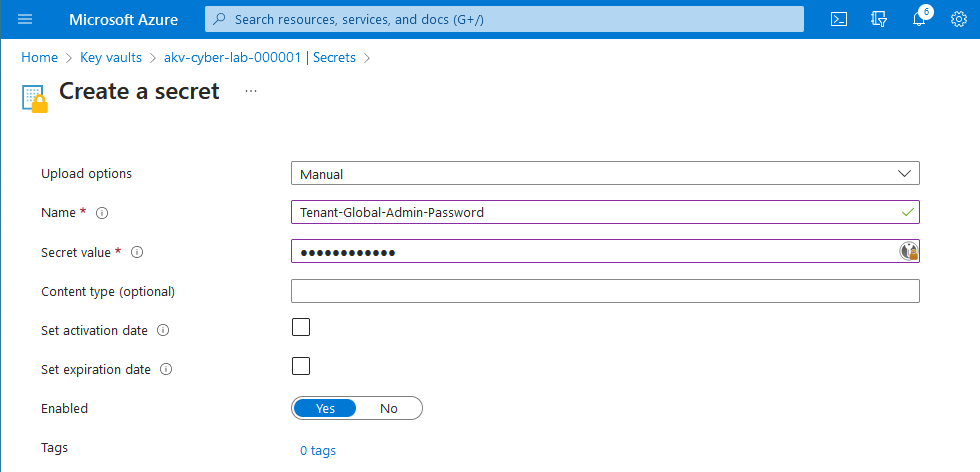 Microsoft Azure
Search resources, services, and docs (G+/)
6
Home > Key vaults > akv-cyber-lab-000001 | Secrets >
Create a secret ...
Upload options
Manual
Name *
Tenant-Global-Admin-Password
Secret value *
●●●●●●●●●●●●
Content type (optional)
Set activation date
Set expiration date
Enabled
Yes No
Tags
0 tags